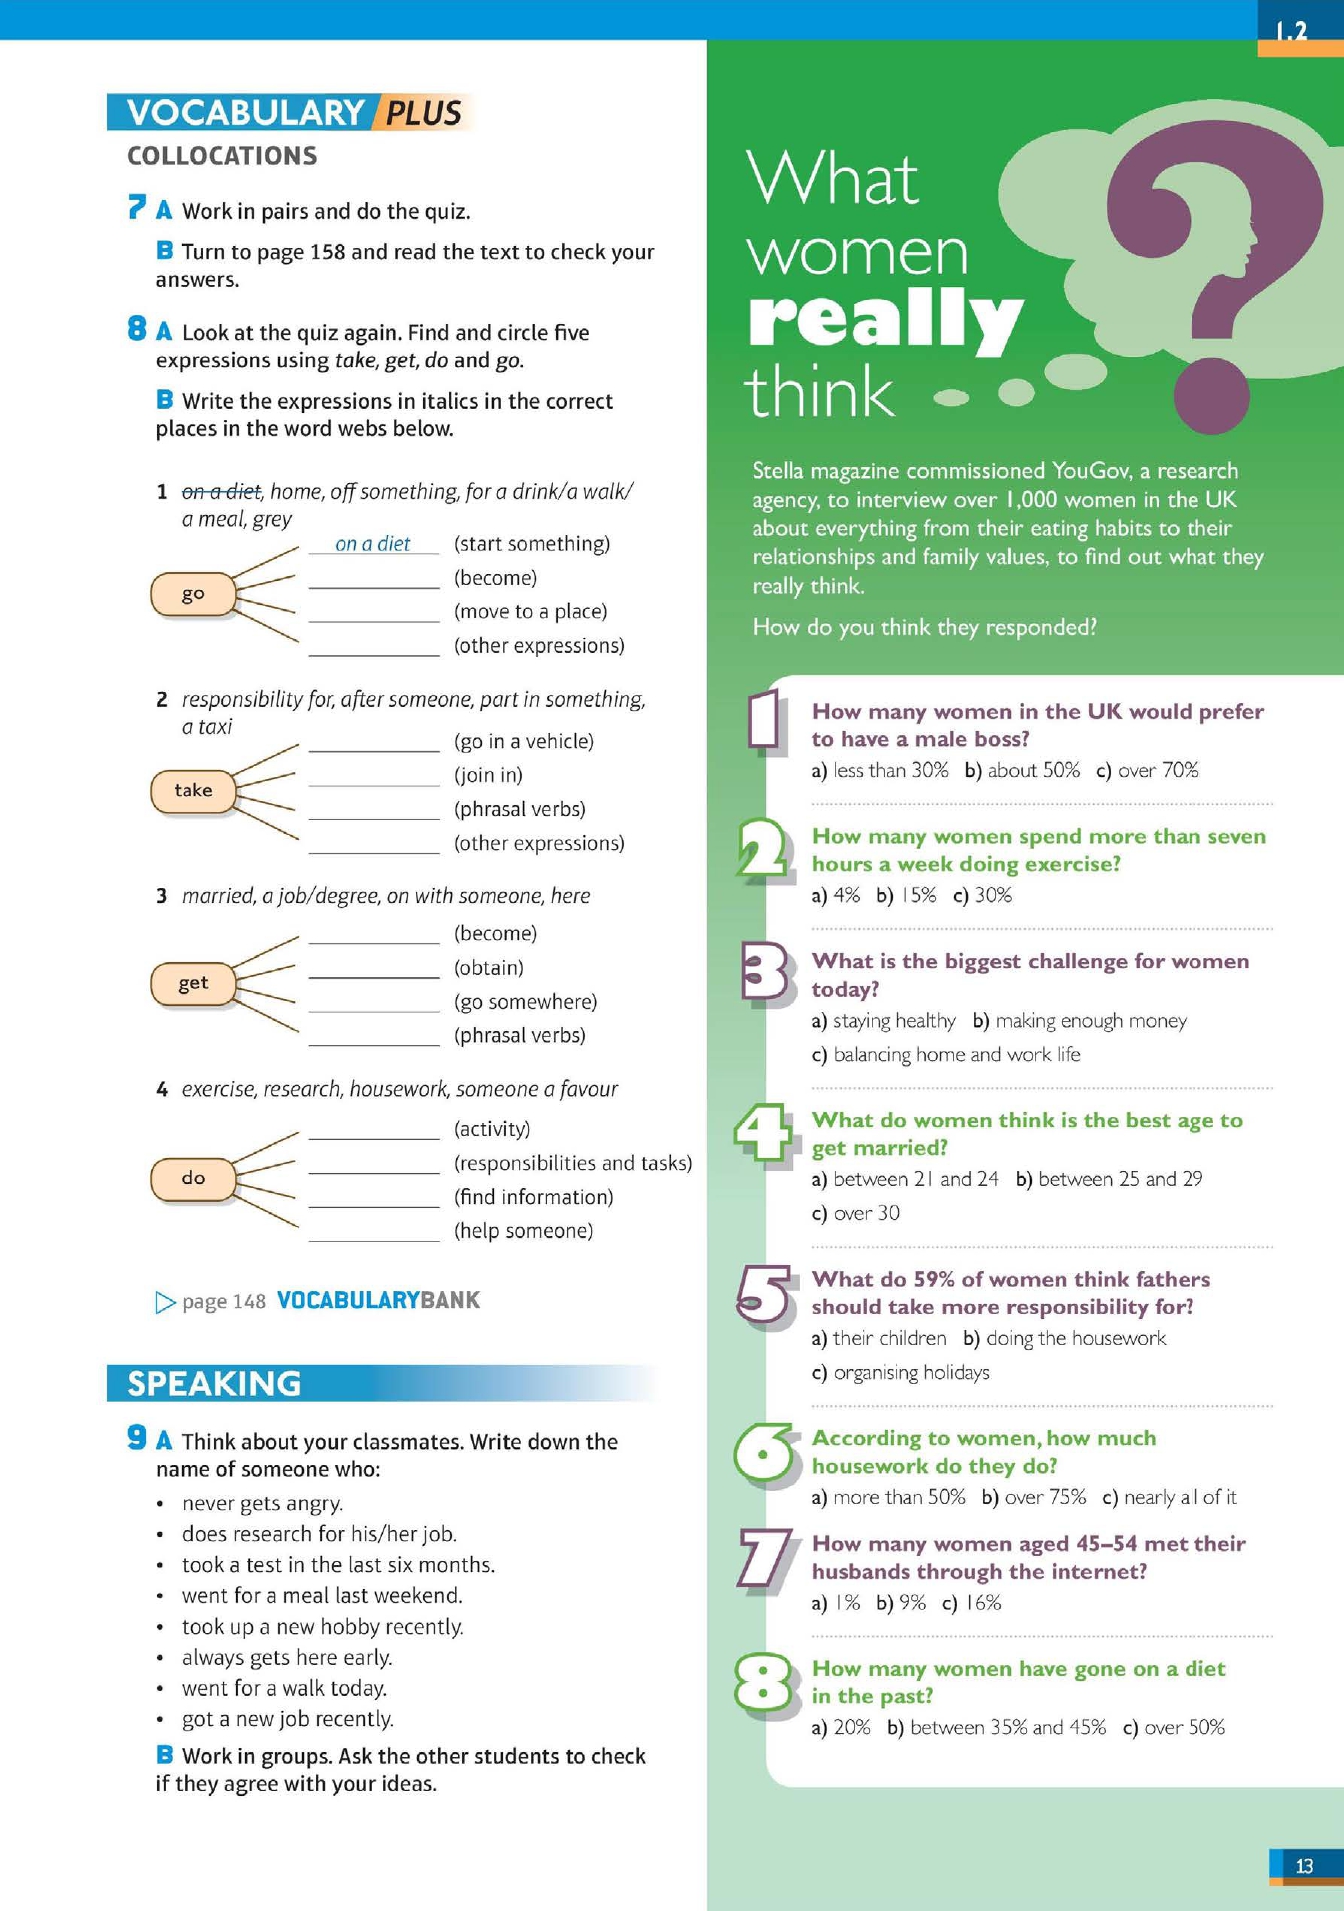 1.2
VOCABULARY PLUS
COLLOCATIONS
7 A Work in pairs and do the quiz.
B Turn to page 158 and read the text to check your
answers.
8 A Look at the quiz again. Find and circle five
expressions using take, get, do and go.
B Write the expressions in italics in the correct
places in the word webs below.
1 on a diet, home, off something, for a drink/a walk/
a meal, grey
go
on a diet (start something)
(become)
(move to a place)
(other expressions)
2 responsibility for, after someone, part in something,
a taxi
take
(go in a vehicle)
(join in)
(phrasal verbs)
(other expressions)
3 married, a job/degree, on with someone, here
get
(become)
(obtain)
(go somewhere)
(phrasal verbs)
4 exercise, research, housework, someone a favour
do
(activity)
(responsibilities and tasks)
(find information)
(help someone)
page 148 VOCABULARYBANK
SPEAKING
9 A Think about your classmates. Write down the
name of someone who:
• never gets angry.
• does research for his/her job.
• took a test in the last six months.
• went for a meal last weekend.
• took up a new hobby recently.
• always gets here early.
• went for a walk today.
• got a new job recently.
B Work in groups. Ask the other students to check
if they agree with your ideas.
What
women
really
think
Stella magazine commissioned YouGov, a research
agency, to interview over 1,000 women in the UK
about everything from their eating habits to their
relationships and family values, to find out what they
really think.
How do you think they responded?
1 How many women in the UK would prefer
to have a male boss?
a) less than 30% b) about 50% c) over 70%
2 How many women spend more than seven
hours a week doing exercise?
a) 4% b) 15% c) 30%
3 What is the biggest challenge for women
today?
a) staying healthy b) making enough money
c) balancing home and work life
4 What do women think is the best age to
get married?
a) between 21 and 24 b) between 25 and 29
c) over 30
5 What do 59% of women think fathers
should take more responsibility for?
a) their children b) doing the housework
c) organising holidays
6 According to women, how much
housework do they do?
a) more than 50% b) over 75% c) nearly al of it
7 How many women aged 45–54 met their
husbands through the internet?
a) 1% b) 9% c) 16%
8 How many women have gone on a diet
in the past?
a) 20% b) between 35% and 45% c) over 50%
13